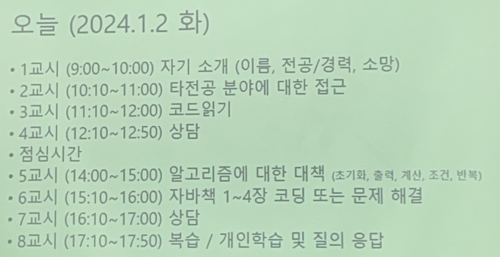 오늘 (2024.1.2 화)
• 1교시 (9:00~10:00) 자기 소개 (이름, 전공/경력, 소망)
• 2교시 (10:10~11:00) 타전공 분야에 대한 접근
• 3교시 (11:10~12:00) 코드읽기
• 4교시 (12:10~12:50) 상담
• 점심시간
• 5교시 (14:00~15:00) 알고리즘에 대한 대책 (초기화, 출력, 계산, 조건, 반복)
• 6교시 (15:10~16:00) 자바책 1~4장 코딩 또는 문제 해결
• 7교시 (16:10~17:00) 상담
• 8교시 (17:10~17:50) 복습 / 개인학습 및 질의 응답